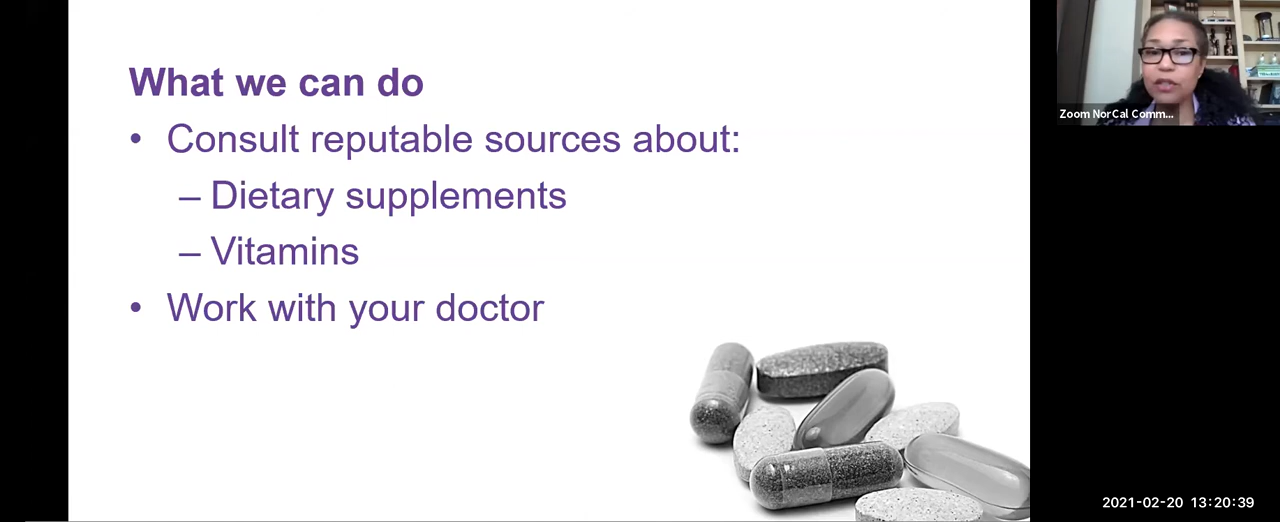 What we can do
• Consult reputable sources about:
– Dietary supplements
– Vitamins
• Work with your doctor
Zoom NorCal Comm...
2021-02-20 13:20:39